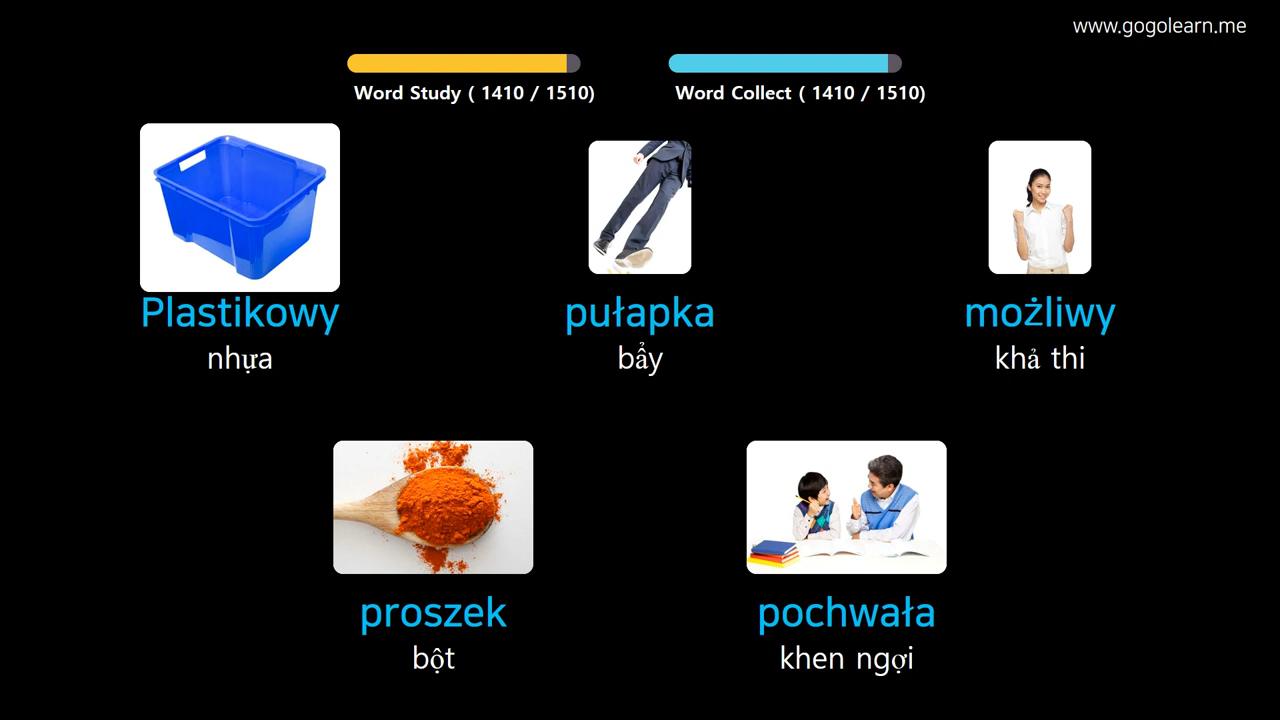 www.gogolearn.me
Word Study ( 1410 / 1510)
Word Collect ( 1410 / 1510)
Plastikowy
nhựa
pułapka
bẩy
możliwy
khả thi
proszek
bột
pochwała
khen ngợi